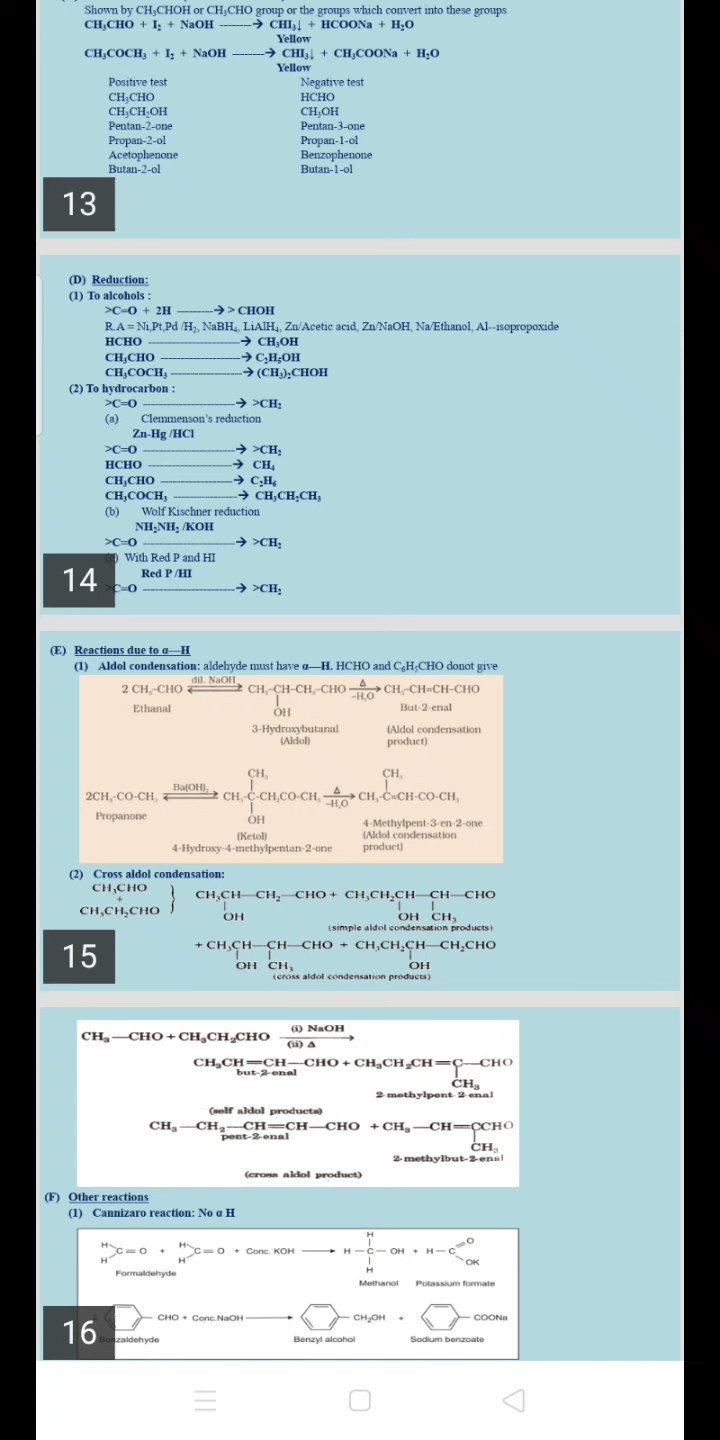 Shown by CH₃CHOH or CH₃CHO group or the groups which convert into these groups
CH₃CHO + I₂ + NaOH --------→ CHI₃↓ + HCOONa + H₂O
Yellow
CH₃COCH₃ + I₂ + NaOH --------→ CHI₃↓ + CH₃COONa + H₂O
Yellow
Positive test Negative test
CH₃CHO HCHO
CH₃CH₂OH CH₃OH
Pentan-2-one Pentan-3-one
Propan-2-ol Propan-1-ol
Acetophenone Benzophenone
Butan-2-ol Butan-1-ol
13
(D) Reduction:
(1) To alcohols :
>C=O + 2H ---------→ > CHOH
R.A = Ni,Pt,Pd /H₂, NaBH₄, LiAlH₄, Zn/Acetic acid, Zn/NaOH, Na/Ethanol, Al--isopropoxide
HCHO -----------------------→ CH₃OH
CH₃CHO --------------------→ C₂H₅OH
CH₃COCH₃ ------------------→ (CH₃)₂CHOH
(2) To hydrocarbon :
>C=O -----------------------→ >CH₂
(a) Clemmenson's reduction
Zn-Hg /HCl
>C=O -----------------------→ >CH₂
HCHO ---------------------→ CH₄
CH₃CHO ------------------→ C₂H₆
CH₃COCH₃ ----------------→ CH₃CH₂CH₃
(b) Wolf Kischner reduction
NH₂NH₂ /KOH
>C=O -----------------------→ >CH₂
With Red P and HI
Red P /HI
14
>C=O -----------------------→ >CH₂
(E) Reactions due to α—H
(1) Aldol condensation: aldehyde must have α—H. HCHO and C₆H₅CHO donot give
2 CH₃-CHO ⇌ dil. NaOH CH₃-CH-CH₂-CHO Δ → -H₂O CH₃-CH=CH-CHO
Ethanal OH But-2-enal
3-Hydroxybutanal (Aldol condensation
(Aldol) product)
CH₃ CH₃
2CH₃-CO-CH₃ ⇌ Ba(OH)₂ CH₃-C-CH₂CO-CH₃ Δ → -H₂O CH₃-C=CH-CO-CH₃
Propanone OH
4-Methylpent-3-en-2-one
(Ketol) (Aldol condensation
4-Hydroxy-4-methylpentan-2-one product)
(2) Cross aldol condensation:
CH₃CHO
+ } CH₃CH—CH₂—CHO + CH₃CH₂CH—CH—CHO
CH₃CH₂CHO OH OH CH₃
(simple aldol condensation products)
+ CH₃CH—CH—CHO + CH₃CH₂CH—CH₂CHO
15
OH CH₃ OH
(cross aldol condensation products)
CH₃—CHO + CH₃CH₂CHO (i) NaOH (ii) Δ →
CH₃CH=CH—CHO + CH₃CH₂CH=C—CHO
but-2-enal CH₃
2-methylpent-2-enal
(self aldol products)
CH₃—CH₂—CH=CH—CHO + CH₃—CH=CCHO
pent-2-enal CH₃
2-methylbut-2-enal
(cross aldol product)
(F) Other reactions
(1) Cannizaro reaction: No α H
H H H O
C=O + C=O + Conc. KOH → H—C—OH + H—C
H H H OK
Formaldehyde
Methanol Potassium formate
CHO + Conc.NaOH → CH₂OH + COONa
16
Benzyl alcohol Sodium benzoate